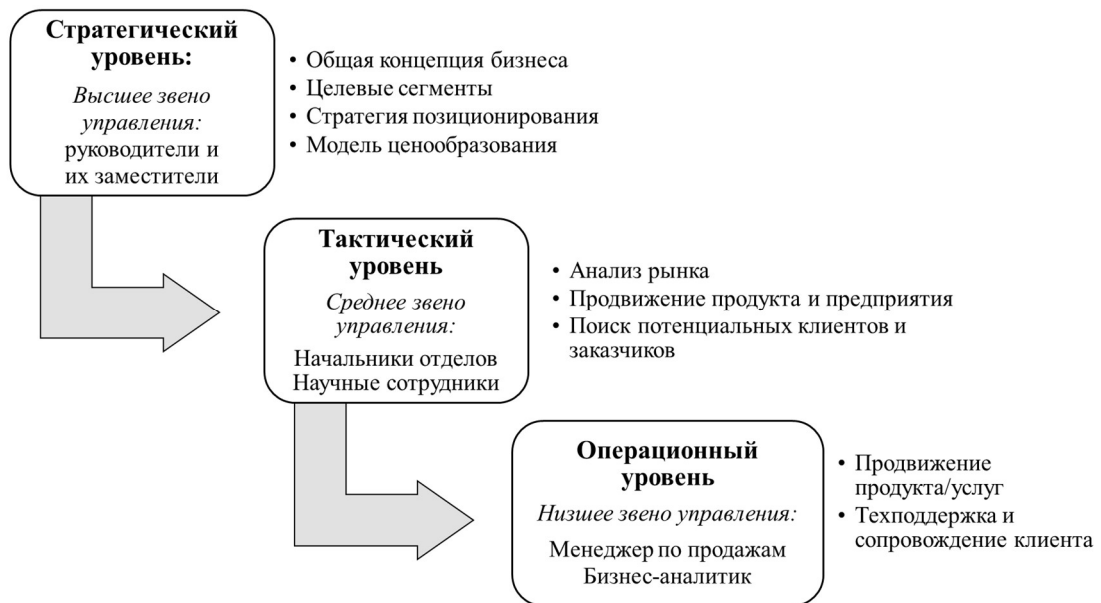 Стратегический
уровень:
Высшее звено
управления:
руководители и
их заместители
• Общая концепция бизнеса
• Целевые сегменты
• Стратегия позиционирования
• Модель ценообразования
Тактический
уровень
Среднее звено
управления:
Начальники отделов
Научные сотрудники
• Анализ рынка
• Продвижение продукта и предприятия
• Поиск потенциальных клиентов и
заказчиков
Операционный
уровень
Низшее звено управления:
Менеджер по продажам
Бизнес-аналитик
• Продвижение
продукта/услуг
• Техподдержка и
сопровождение клиента